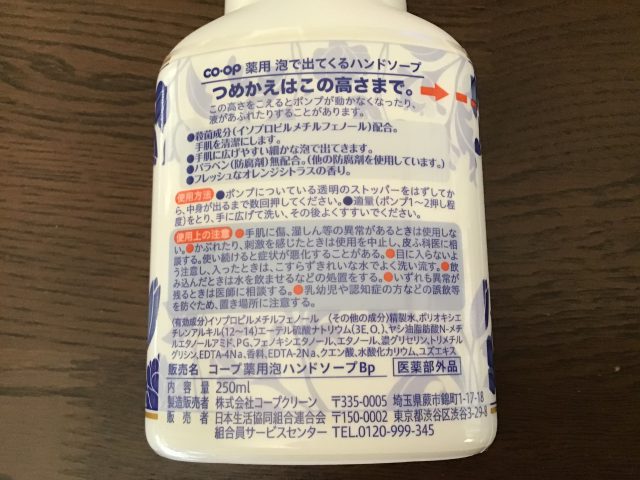 co・op 薬用 泡で出てくるハンドソープ
つめかえはこの高さまで。
この高さをこえるとポンプが動かなくなったり、
液があふれたりすることがあります。
●殺菌成分(イソプロピルメチルフェノール)配合。
手肌を清潔にします。
●手肌に広げやすい細かな泡で出てきます。
●パラベン(防腐剤)無配合。(他の防腐剤を使用しています。)
●フレッシュなオレンジシトラスの香り。
使用方法 ●ポンプについている透明のストッパーをはずしてか
ら、中身が出るまで数回押してください。●適量(ポンプ1〜2押し程
度)をとり、手に広げて洗い、その後よくすすいでください。
使用上の注意 ●手肌に傷、湿しん等の異常があるときは使用しな
い。●かぶれたり、刺激を感じたときは使用を中止し、皮ふ科医に相
談する。使い続けると症状が悪化することがある。●目に入らないよ
う注意し、入ったときは、こすらずきれいな水でよく洗い流す。●飲
み込んだときは水を飲ませるなどの処置をする。●いずれも異常が
残るときは医師に相談する。●乳幼児や認知症の方などの誤飲等
を防ぐため、置き場所に注意する。
(有効成分)イソプロピルメチルフェノール (その他の成分)精製水、ポリオキシエ
チレンアルキル(12〜14)エーテル硫酸ナトリウム(3E.O.)、ヤシ油脂肪酸N-メチ
ルエタノールアミド、PG、フェノキシエタノール、エタノール、濃グリセリン、トリメチル
グリシン、EDTA-4Na、香料、EDTA-2Na、クエン酸、水酸化カリウム、ユズエキス
販売名 コープ薬用泡ハンドソープBp 医薬部外品
内容量 250ml
製造販売者 株式会社コープクリーン 〒335-0005 埼玉県蕨市錦町1-17-18
販売者 日本生活協同組合連合会 〒150-0002 東京都渋谷区渋谷3-29-8
組合員サービスセンター TEL.0120-999-345